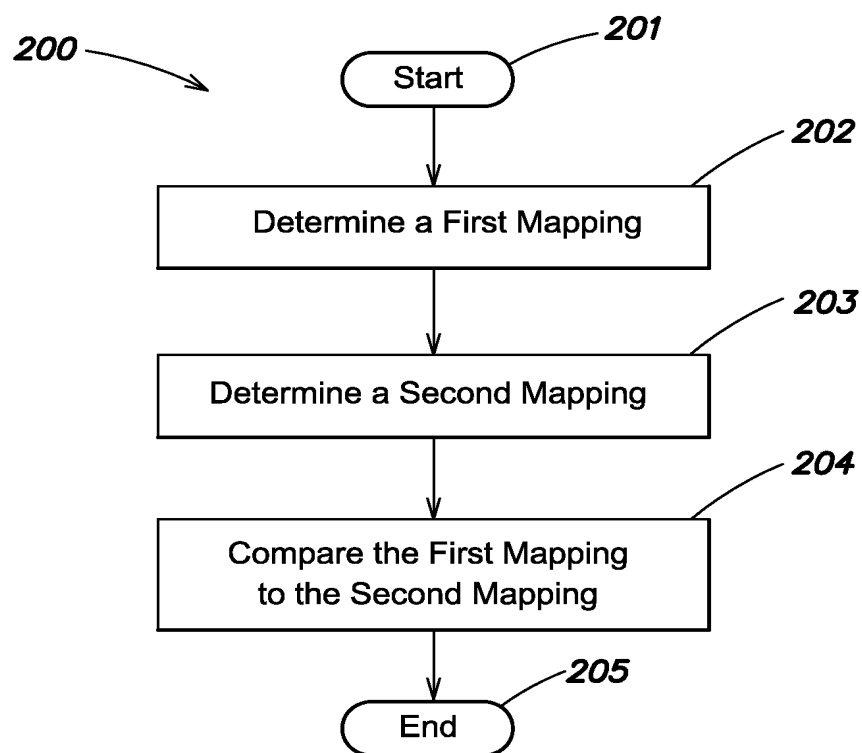 200
201
Start
202
Determine a First Mapping
203
Determine a Second Mapping
204
Compare the First Mapping
to the Second Mapping
205
End